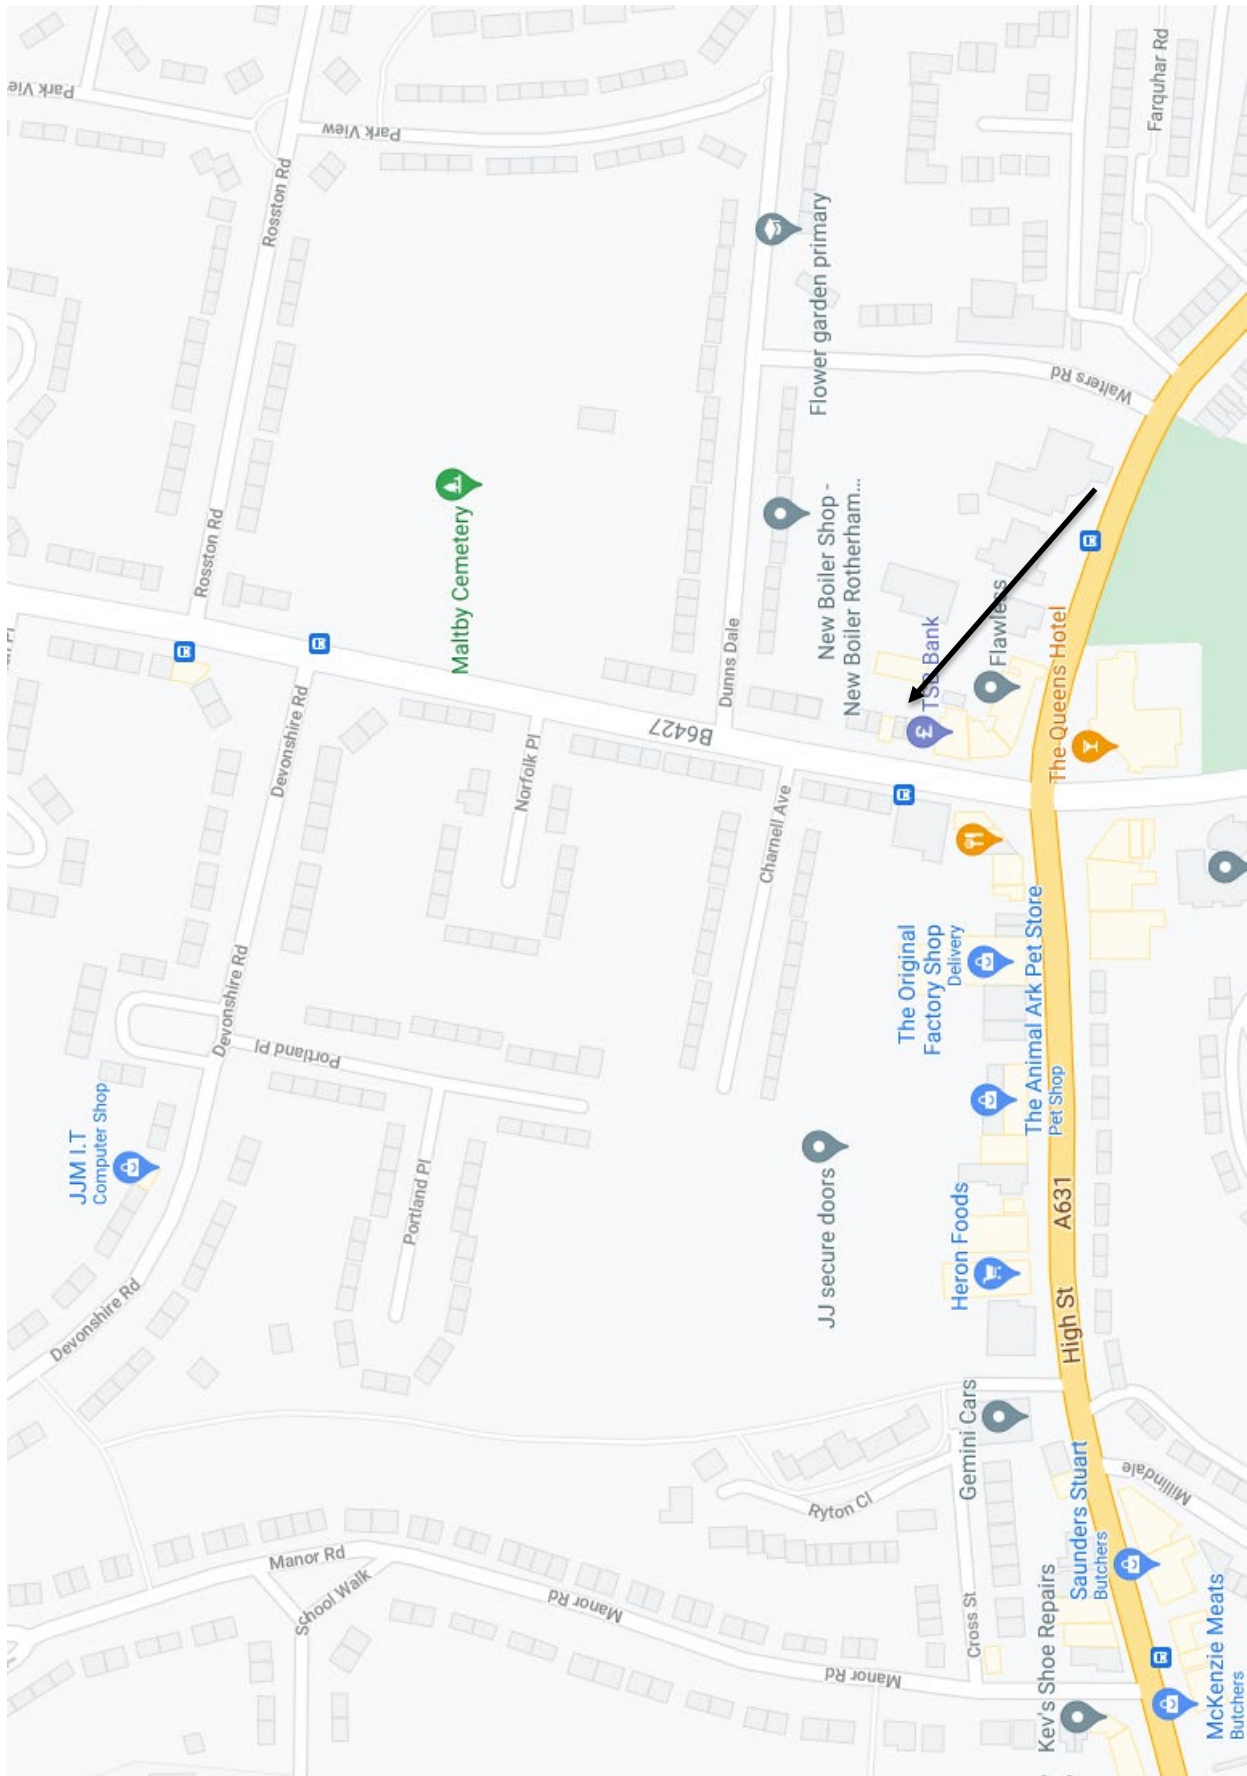 Park Vie
JJM I.T
Computer Shop
Devonshire Rd
Rosston Rd
Devonshire Rd
Devonshire Rd
Rosston Rd
Park View
Portland Pl
Manor Rd
School Walk
Portland Pl
Maltby Cemetery
Norfolk Pl
Manor Rd
B6427
Dunns Dale
Charnell Ave
Flower garden primary
New Boiler Shop -
New Boiler Rotherham...
JJ secure doors
Ryton Cl
Manor Rd
TSB Bank
The Original
Factory Shop
Delivery
Heron Foods
Gemini Cars
Cross St
Flawless
The Animal Ark Pet Store
Pet Shop
The Queens Hotel
Kev's Shoe Repairs
High St
A631
Saunders Stuart
Butchers
Walters Rd
Farquhar Rd
Millindale
McKenzie Meats
Butchers